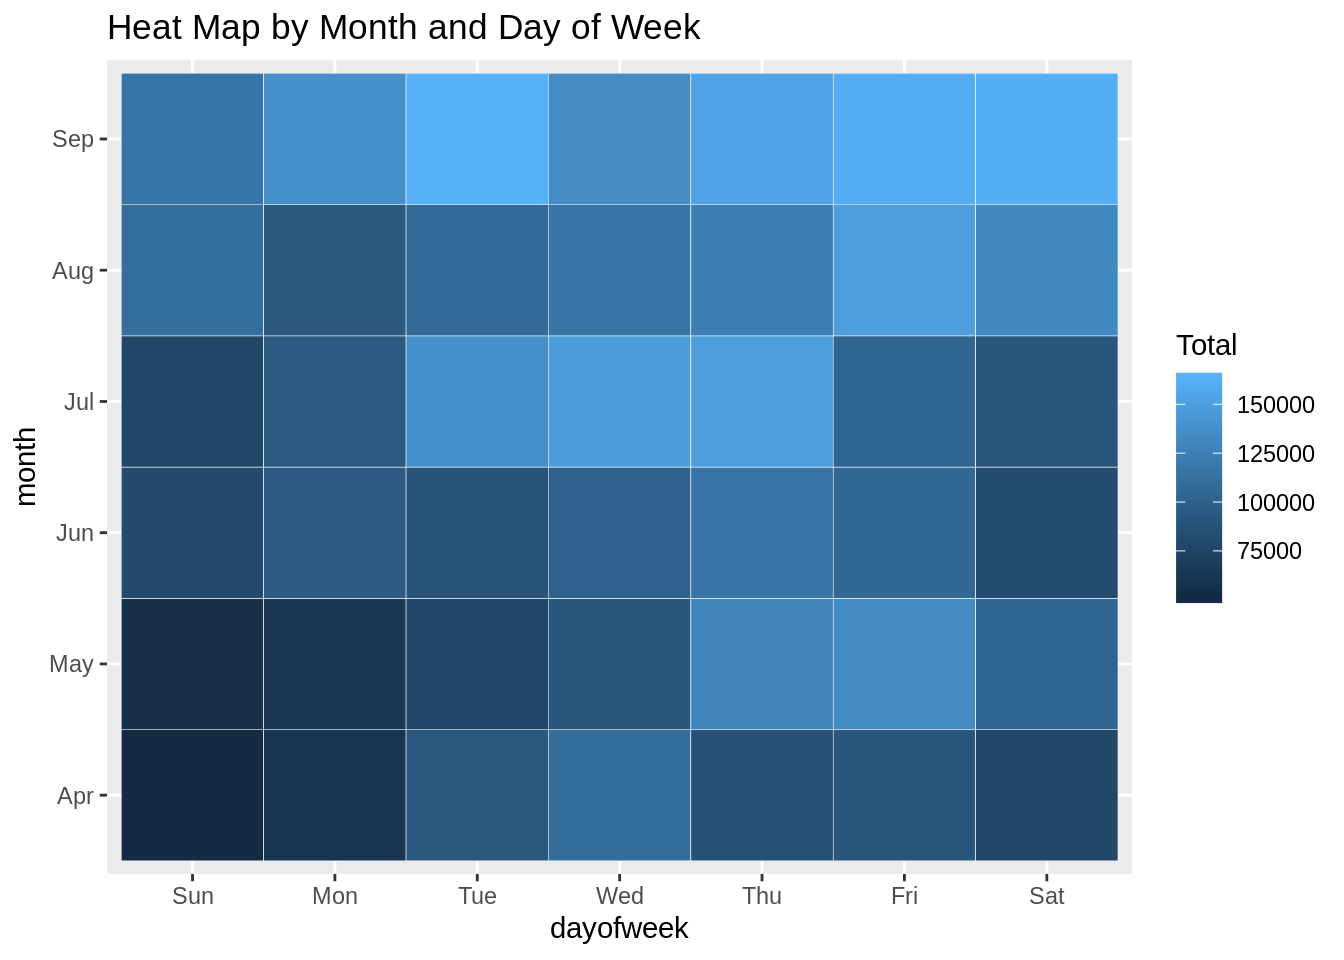 Heat Map by Month and Day of Week
month
Sep
Aug
Jul
Jun
May
Apr
Sun Mon Tue Wed Thu Fri Sat
dayofweek
Total
150000
125000
100000
75000